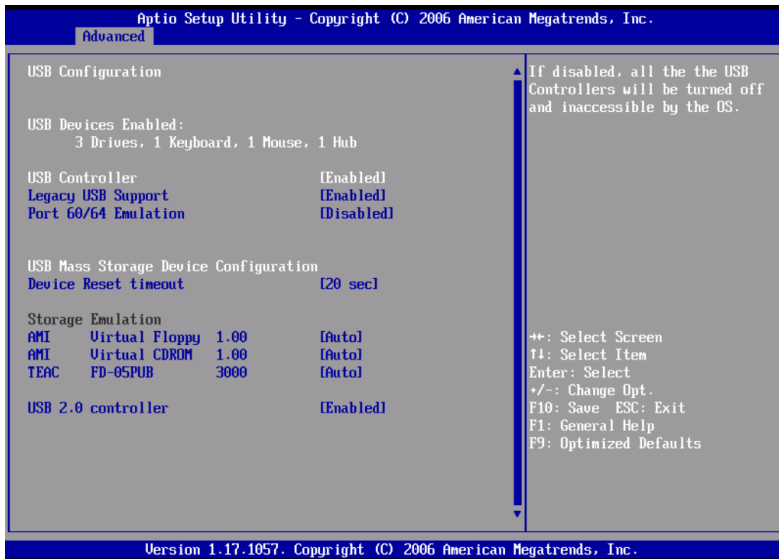 Aptio Setup Utility - Copyright (C) 2006 American Megatrends, Inc.
Advanced
USB Configuration
USB Devices Enabled:
3 Drives, 1 Keyboard, 1 Mouse, 1 Hub
USB Controller [Enabled]
Legacy USB Support [Enabled]
Port 60/64 Emulation [Disabled]
USB Mass Storage Device Configuration
Device Reset timeout [20 sec]
Storage Emulation
AMI Virtual Floppy 1.00 [Auto]
AMI Virtual CDROM 1.00 [Auto]
TEAC FD-05PUB 3000 [Auto]
USB 2.0 controller [Enabled]
If disabled, all the the USB
Controllers will be turned off
and inaccessible by the OS.
→←: Select Screen
↑↓: Select Item
Enter: Select
+/-: Change Opt.
F10: Save ESC: Exit
F1: General Help
F9: Optimized Defaults
Version 1.17.1057. Copyright (C) 2006 American Megatrends, Inc.